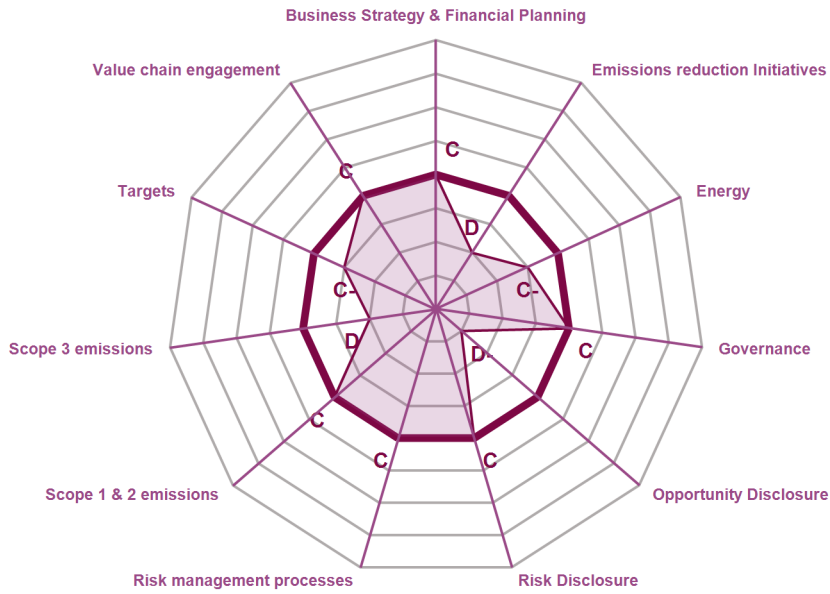 Business Strategy & Financial Planning
Value chain engagement
Emissions reduction Initiatives
C
C
Targets
Energy
D
C-
C-
D
Scope 3 emissions
Governance
D-
C
C
C
C
Scope 1 & 2 emissions
Opportunity Disclosure
Risk management processes
Risk Disclosure